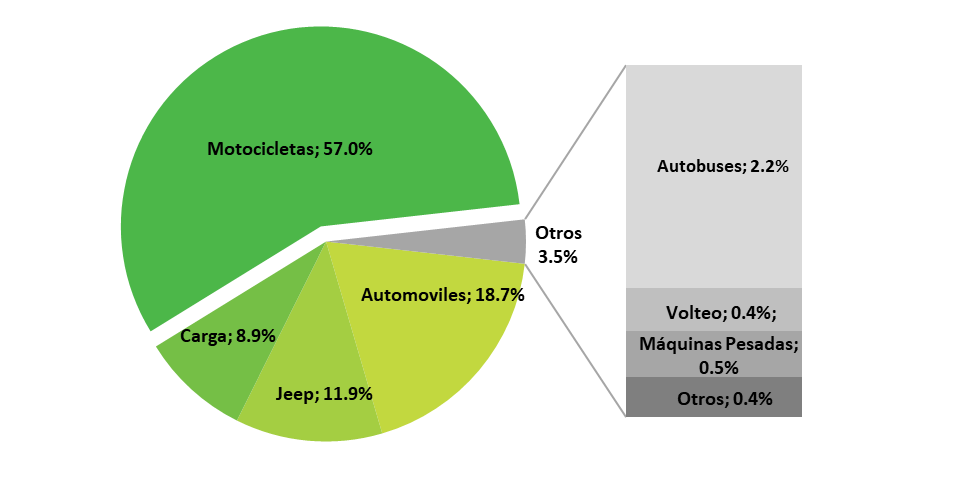 Motocicletas; 57.0%
Otros
3.5%
Automoviles; 18.7%
Jeep; 11.9%
Carga; 8.9%
Autobuses; 2.2%
Volteo; 0.4%;
Máquinas Pesadas;
0.5%
Otros; 0.4%